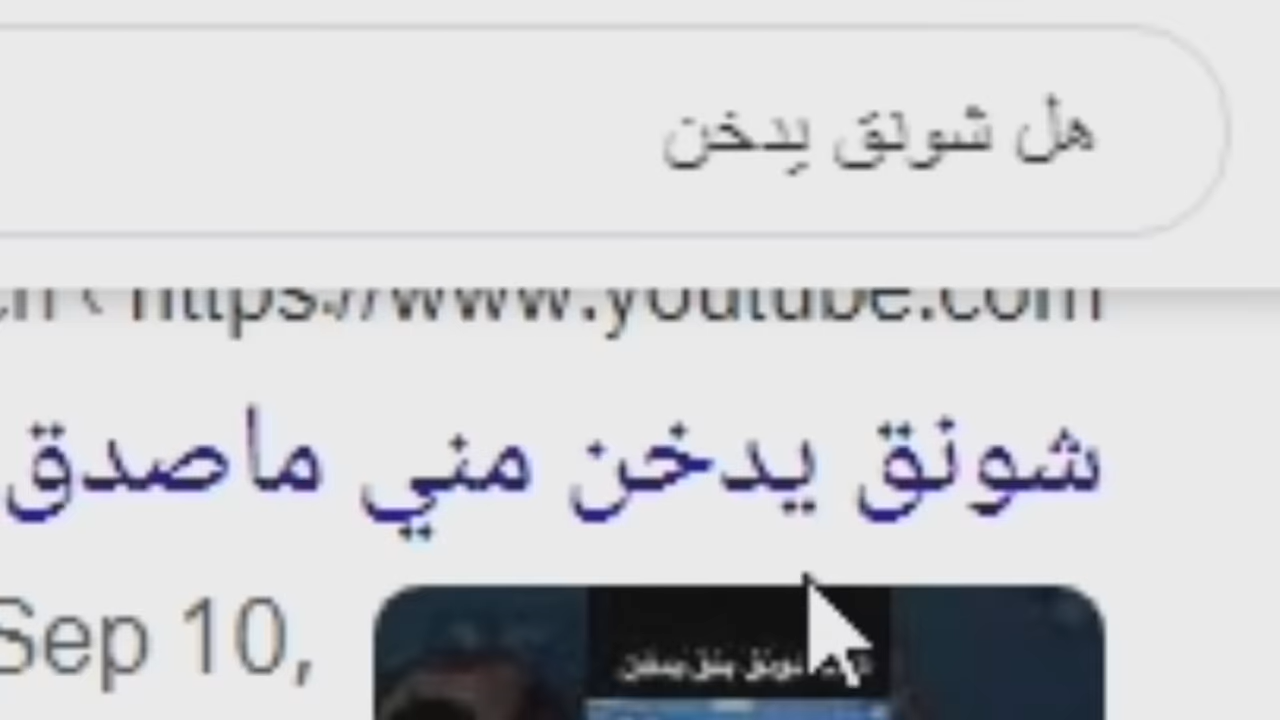 هل شونق يدخن
https://www.youtube.com
شونق يدخن مني ماصدق
Sep 10,